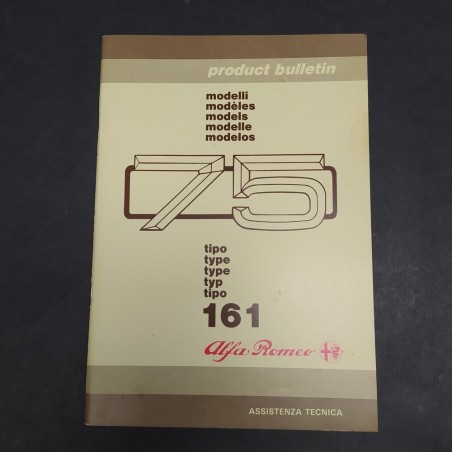 product bulletin
modelli
modèles
models
modelle
modelos
75
tipo
type
type
typ
tipo
161
Alfa Romeo
ASSISTENZA TECNICA